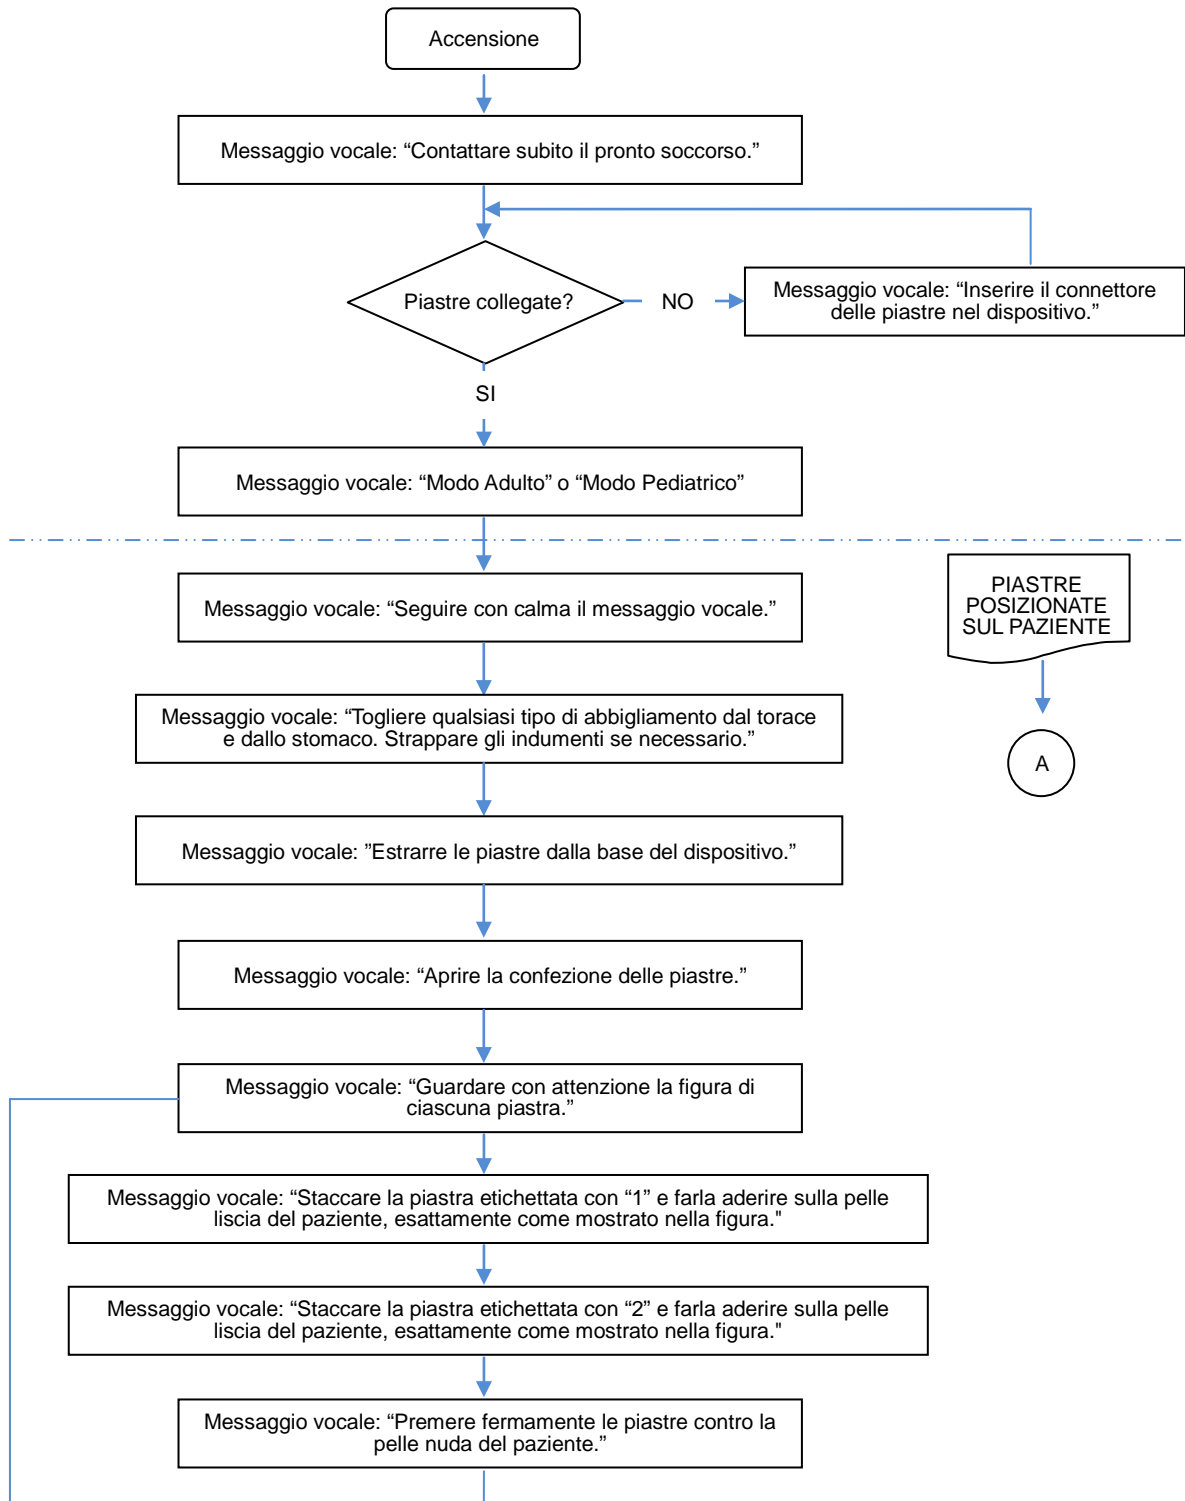 Accensione
Messaggio vocale: “Contattare subito il pronto soccorso.”
Piastre collegate?
NO
Messaggio vocale: “Inserire il connettore
delle piastre nel dispositivo.”
SI
Messaggio vocale: “Modo Adulto” o “Modo Pediatrico”
Messaggio vocale: “Seguire con calma il messaggio vocale.”
PIASTRE
POSIZIONATE
SUL PAZIENTE
Messaggio vocale: “Togliere qualsiasi tipo di abbigliamento dal torace
e dallo stomaco. Strappare gli indumenti se necessario.”
A
Messaggio vocale: ”Estrarre le piastre dalla base del dispositivo.”
Messaggio vocale: “Aprire la confezione delle piastre.”
Messaggio vocale: “Guardare con attenzione la figura di
ciascuna piastra.”
Messaggio vocale: “Staccare la piastra etichettata con “1” e farla aderire sulla pelle
liscia del paziente, esattamente come mostrato nella figura."
Messaggio vocale: “Staccare la piastra etichettata con “2” e farla aderire sulla pelle
liscia del paziente, esattamente come mostrato nella figura."
Messaggio vocale: “Premere fermamente le piastre contro la
pelle nuda del paziente.”